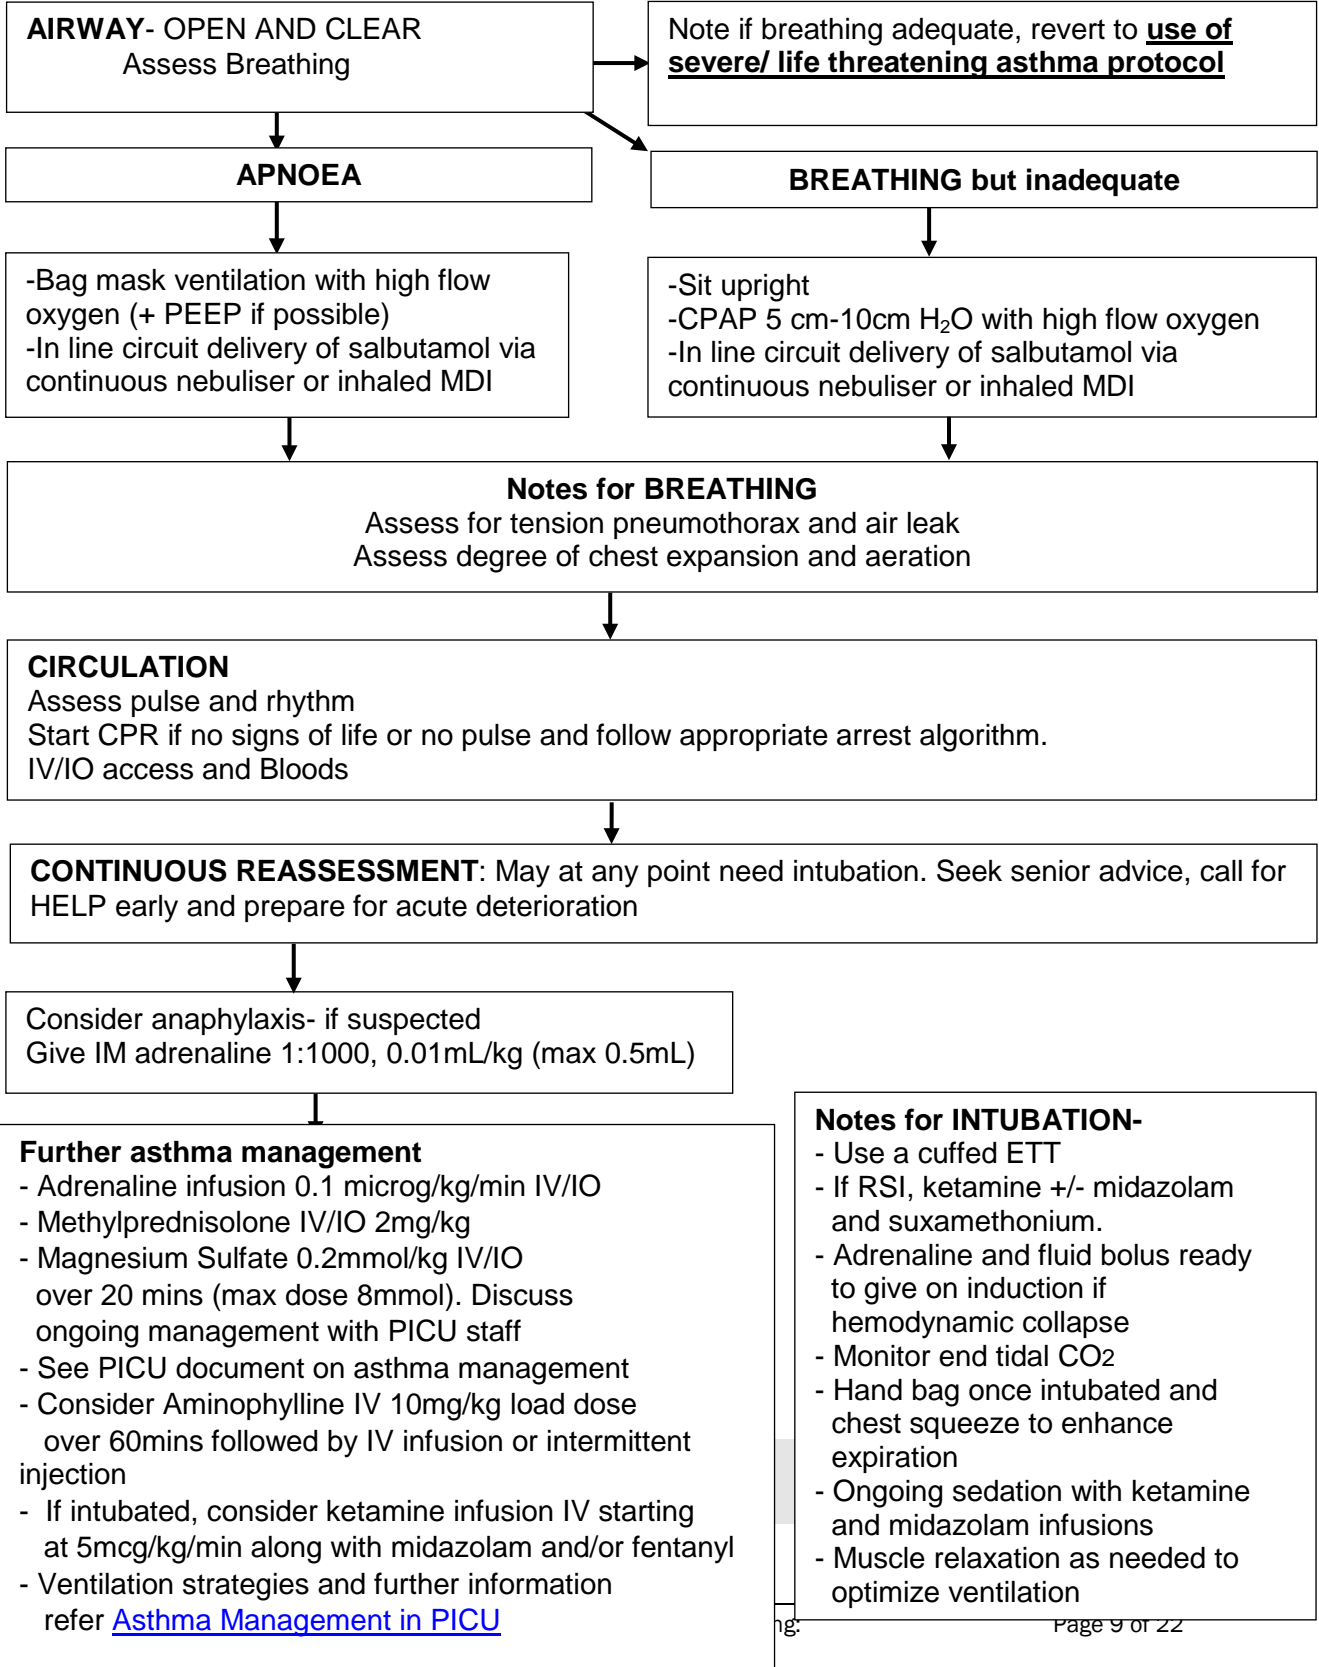 AIRWAY- OPEN AND CLEAR
Assess Breathing
Note if breathing adequate, revert to use of
severe/ life threatening asthma protocol
APNOEA
BREATHING but inadequate
-Bag mask ventilation with high flow
oxygen (+ PEEP if possible)
-In line circuit delivery of salbutamol via
continuous nebuliser or inhaled MDI
-Sit upright
-CPAP 5 cm-10cm H₂O with high flow oxygen
-In line circuit delivery of salbutamol via
continuous nebuliser or inhaled MDI
Notes for BREATHING
Assess for tension pneumothorax and air leak
Assess degree of chest expansion and aeration
CIRCULATION
Assess pulse and rhythm
Start CPR if no signs of life or no pulse and follow appropriate arrest algorithm.
IV/IO access and Bloods
CONTINUOUS REASSESSMENT: May at any point need intubation. Seek senior advice, call for
HELP early and prepare for acute deterioration
Consider anaphylaxis- if suspected
Give IM adrenaline 1:1000, 0.01mL/kg (max 0.5mL)
Further asthma management
- Adrenaline infusion 0.1 microg/kg/min IV/IO
- Methylprednisolone IV/IO 2mg/kg
- Magnesium Sulfate 0.2mmol/kg IV/IO
over 20 mins (max dose 8mmol). Discuss
ongoing management with PICU staff
- See PICU document on asthma management
- Consider Aminophylline IV 10mg/kg load dose
over 60mins followed by IV infusion or intermittent
injection
- If intubated, consider ketamine infusion IV starting
at 5mcg/kg/min along with midazolam and/or fentanyl
- Ventilation strategies and further information
refer Asthma Management in PICU
Notes for INTUBATION-
- Use a cuffed ETT
- If RSI, ketamine +/- midazolam
and suxamethonium.
- Adrenaline and fluid bolus ready
to give on induction if
hemodynamic collapse
- Monitor end tidal CO2
- Hand bag once intubated and
chest squeeze to enhance
expiration
- Ongoing sedation with ketamine
and midazolam infusions
- Muscle relaxation as needed to
optimize ventilation
Page 9 of 22